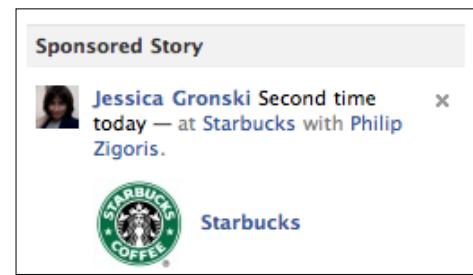 Sponsored Story
Jessica Gronski Second time
today — at Starbucks with Philip
Zigoris.
STARBUCKS
COFFEE
®
Starbucks